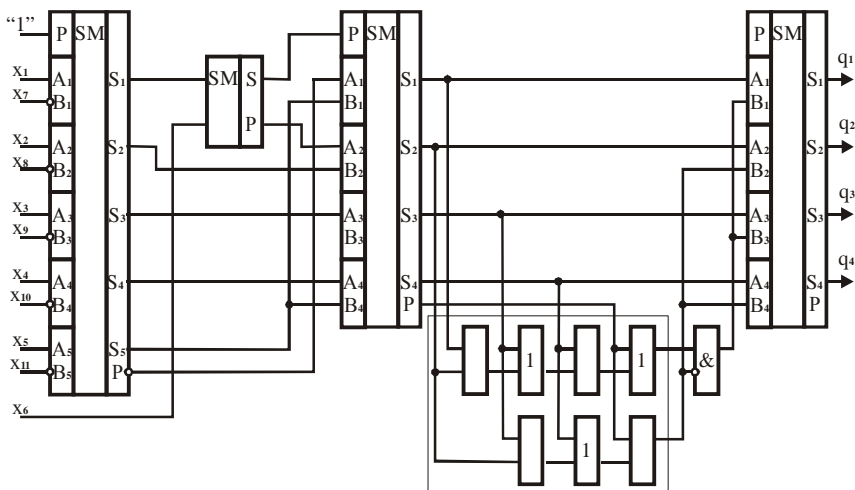 “1” P SM P SM P SM
q1
X1 A1 S1 SM S A1 S1 A1 S1
X7 B1 B1 B1
q2
X2 A2 S2 P A2 S2 A2 S2
X8 B2 B2 B2
q3
X3 A3 S3 A3 S3 A3 S3
X9 B3 B3 B3
q4
X4 A4 S4 A4 S4 A4 S4
X10 B4 B4 P B4 P
X5 A5 S5
X11 B5 P 1 1 &
X6
1